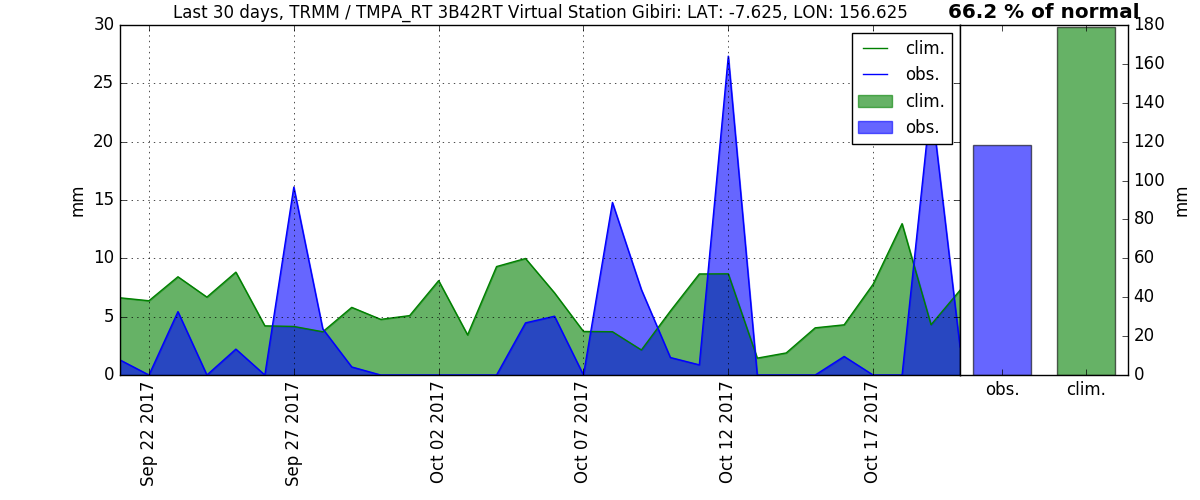 Last 30 days, TRMM / TMPA_RT 3B42RT Virtual Station Gibiri: LAT: -7.625, LON: 156.625
66.2 % of normal
30
25
20
15
10
5
0
mm
clim.
obs.
clim.
obs.
180
160
140
120
100
80
60
40
20
0
mm
Sep 22 2017
Sep 27 2017
Oct 02 2017
Oct 07 2017
Oct 12 2017
Oct 17 2017
obs.
clim.